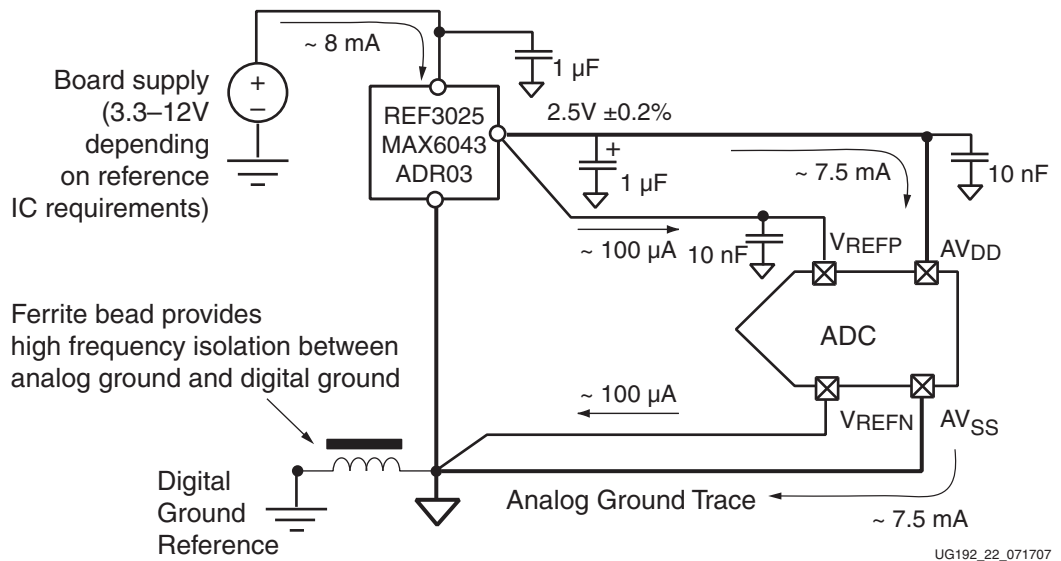 ~ 8 mA
1 µF
Board supply
(3.3–12V
depending
on reference
IC requirements)
+
–
REF3025
MAX6043
ADR03
2.5V ±0.2%
+
1 µF
~ 7.5 mA
10 nF
~ 100 µA
10 nF
VREFP
AVDD
ADC
Ferrite bead provides
high frequency isolation between
analog ground and digital ground
~ 100 µA
VREFN
AVSS
Digital
Ground
Reference
Analog Ground Trace
~ 7.5 mA
UG192_22_071707